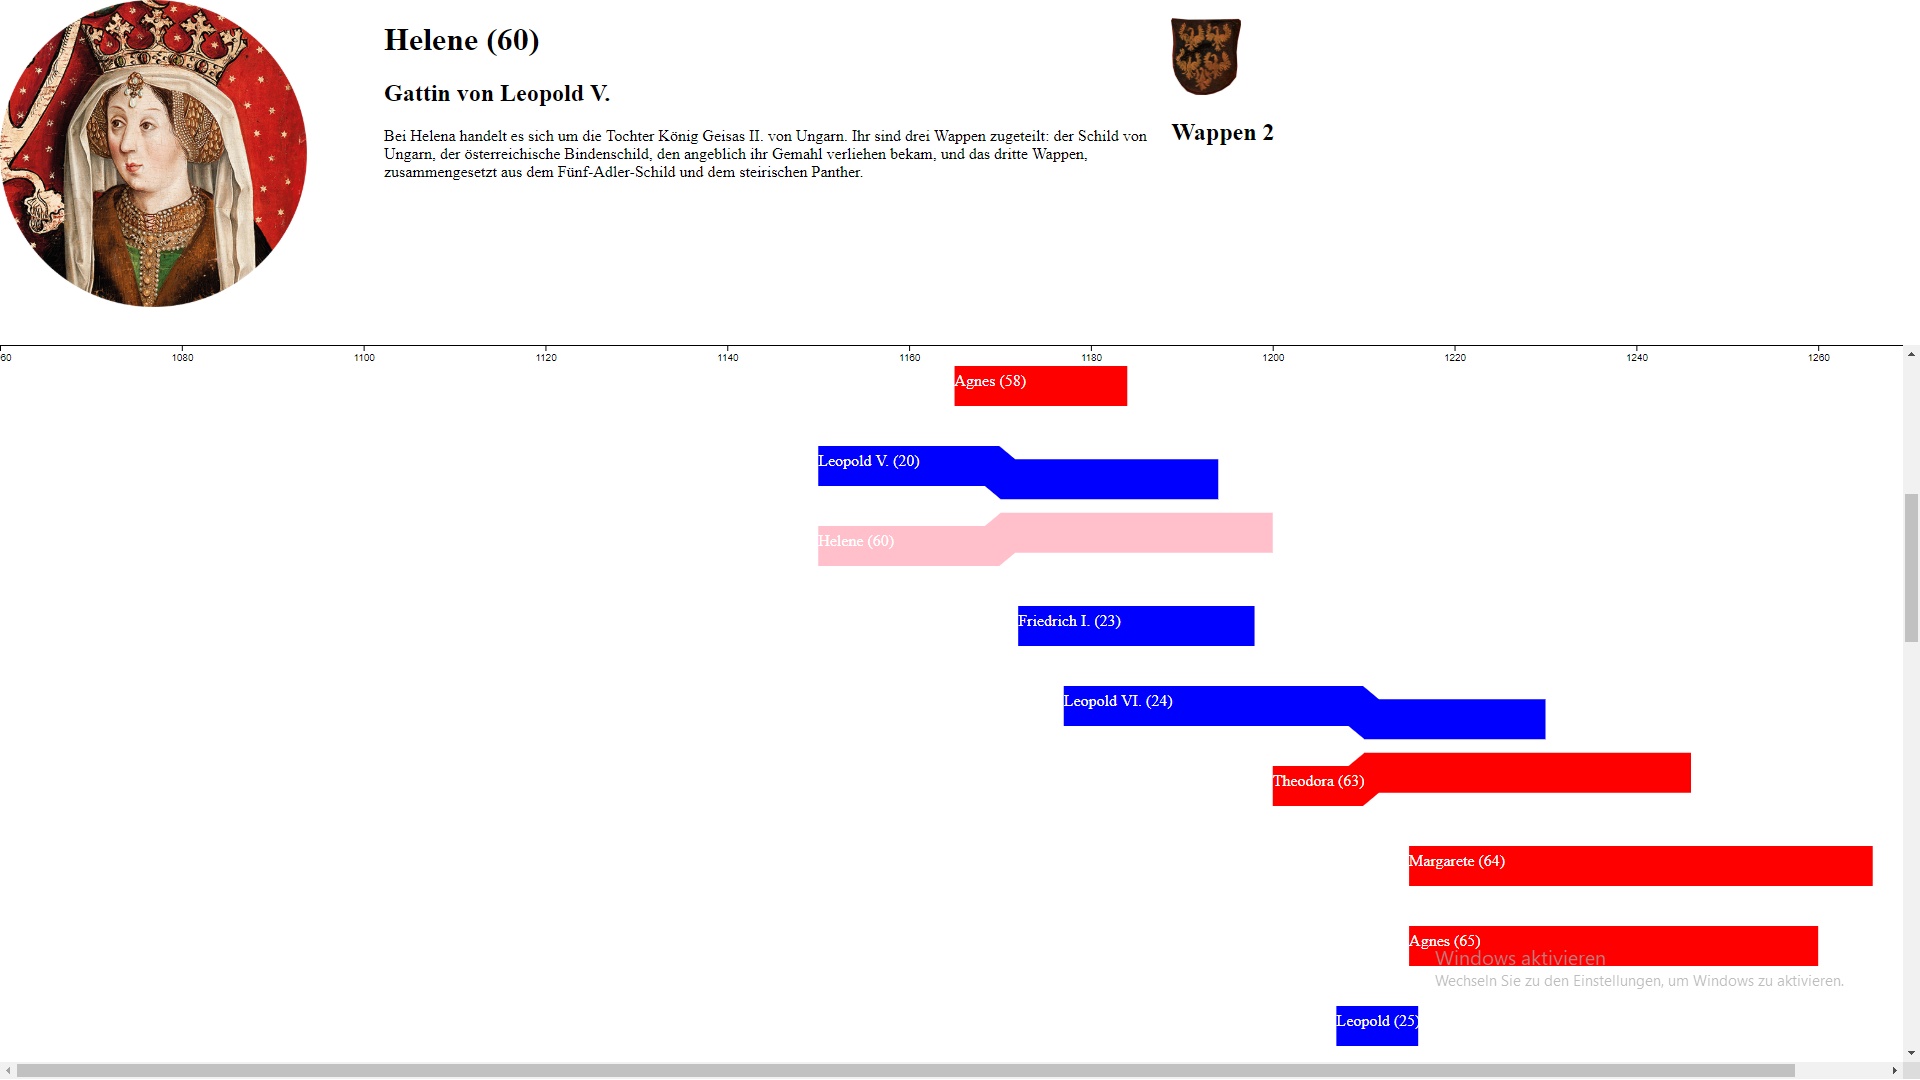 Helene (60)
Gattin von Leopold V.
Bei Helena handelt es sich um die Tochter König Geisas II. von Ungarn. Ihr sind drei Wappen zugeteilt: der Schild von
Ungarn, der österreichische Bindenschild, den angeblich ihr Gemahl verliehen bekam, und das dritte Wappen,
zusammengesetzt aus dem Fünf-Adler-Schild und dem steirischen Panther.
Wappen 2
60 1080 1100 1120 1140 1160 1180 1200 1220 1240 1260
Agnes (58)
Leopold V. (20)
Helene (60)
Friedrich I. (23)
Leopold VI. (24)
Theodora (63)
Margarete (64)
Agnes (65)
Windows aktivieren
Wechseln Sie zu den Einstellungen, um Windows zu aktivieren.
Leopold (25)